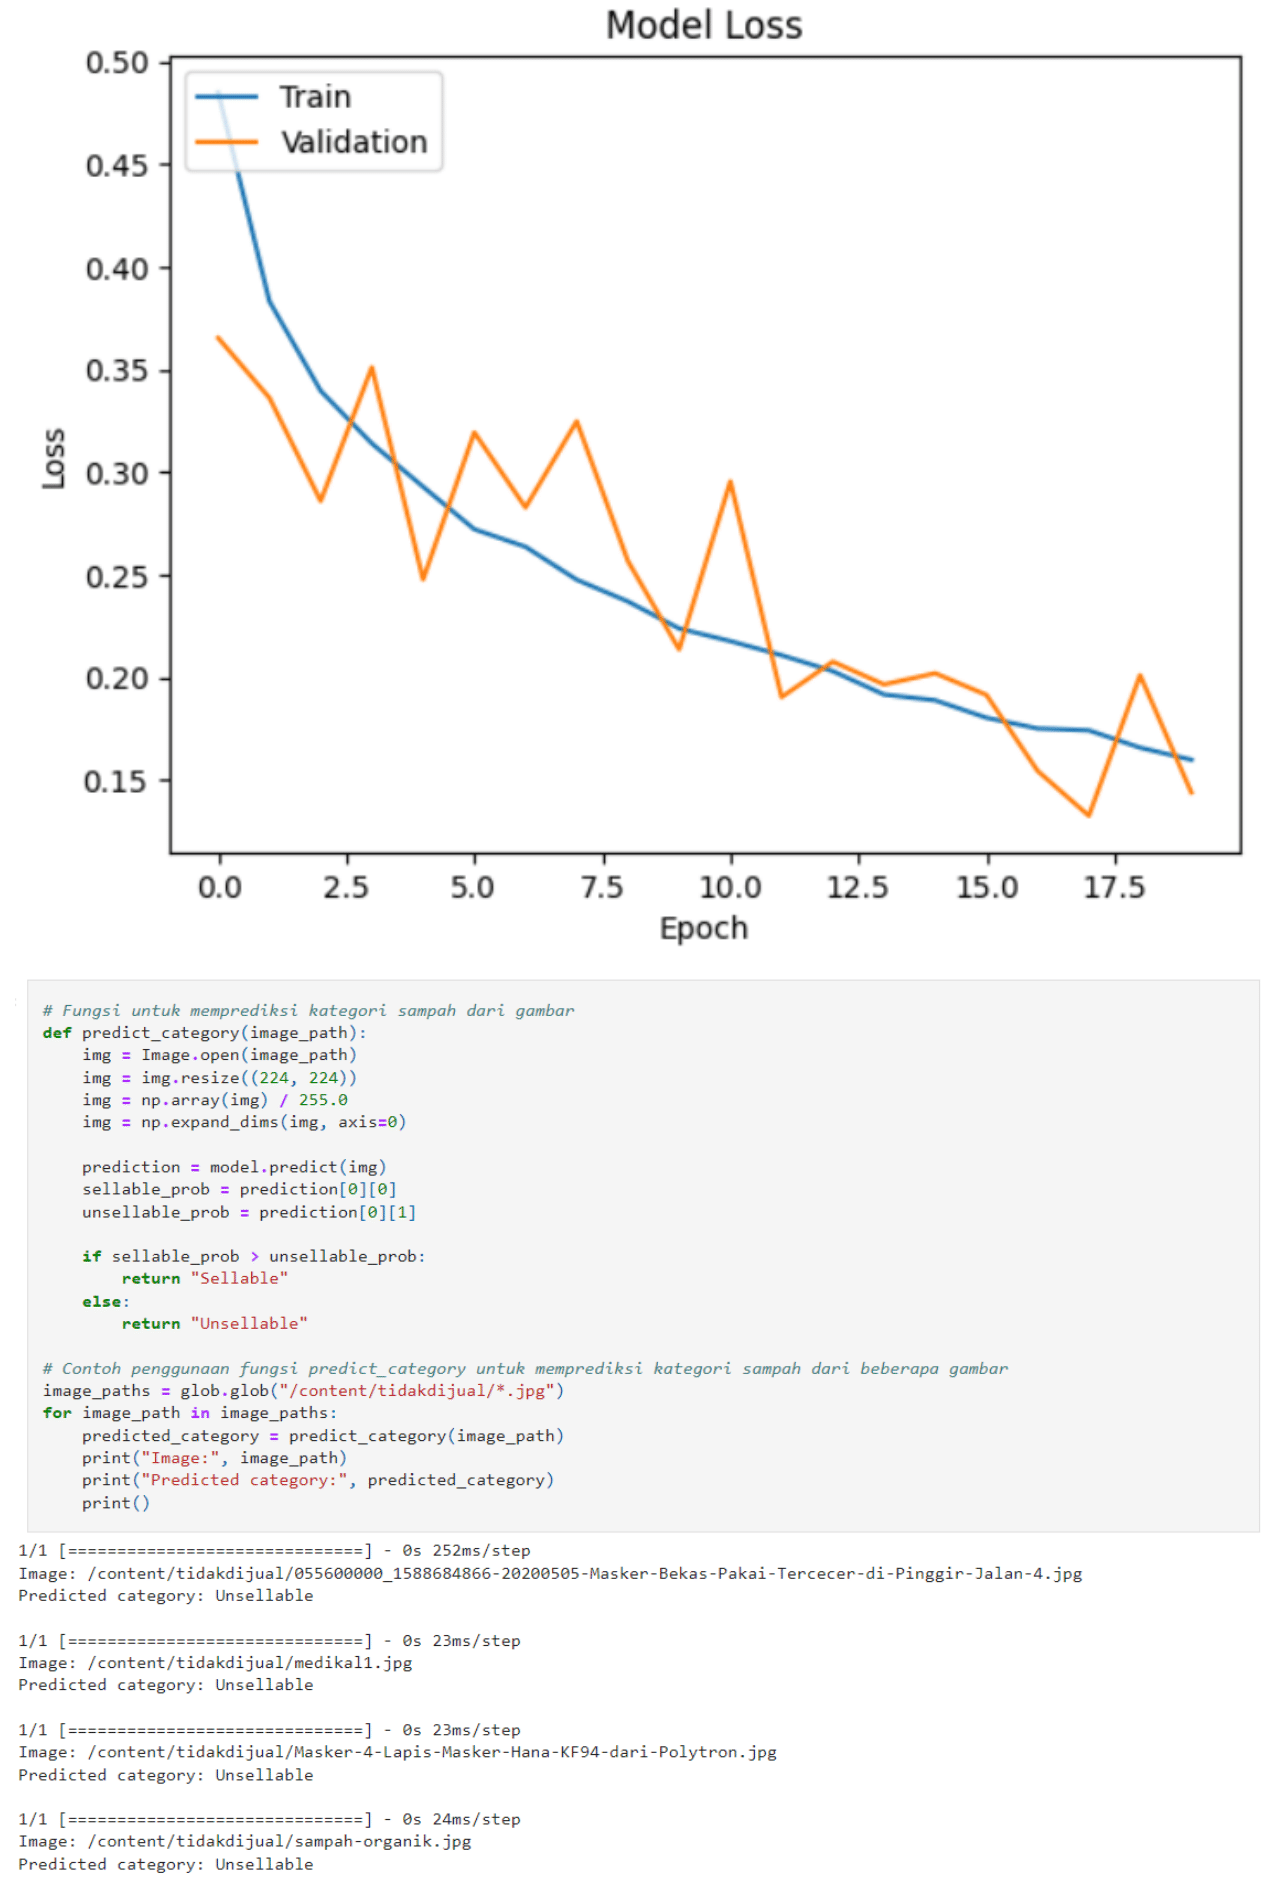 Model Loss
0.50
0.45
0.40
0.35
0.30
0.25
0.20
0.15
Loss
Train
Validation
0.0 2.5 5.0 7.5 10.0 12.5 15.0 17.5
Epoch
# Fungsi untuk memprediksi kategori sampah dari gambar
def predict_category(image_path):
    img = Image.open(image_path)
    img = img.resize((224, 224))
    img = np.array(img) / 255.0
    img = np.expand_dims(img, axis=0)
    prediction = model.predict(img)
    sellable_prob = prediction[0][0]
    unsellable_prob = prediction[0][1]
    if sellable_prob > unsellable_prob:
        return "Sellable"
    else:
        return "Unsellable"
# Contoh penggunaan fungsi predict_category untuk memprediksi kategori sampah dari beberapa gambar
image_paths = glob.glob("/content/tidakdijual/*.jpg")
for image_path in image_paths:
    predicted_category = predict_category(image_path)
    print("Image:", image_path)
    print("Predicted category:", predicted_category)
    print()
1/1 [==============================] - 0s 252ms/step
Image: /content/tidakdijual/055600000_1588684866-20200505-Masker-Bekas-Pakai-Tercecer-di-Pinggir-Jalan-4.jpg
Predicted category: Unsellable
1/1 [==============================] - 0s 23ms/step
Image: /content/tidakdijual/medikal1.jpg
Predicted category: Unsellable
1/1 [==============================] - 0s 23ms/step
Image: /content/tidakdijual/Masker-4-Lapis-Masker-Hana-KF94-dari-Polytron.jpg
Predicted category: Unsellable
1/1 [==============================] - 0s 24ms/step
Image: /content/tidakdijual/sampah-organik.jpg
Predicted category: Unsellable